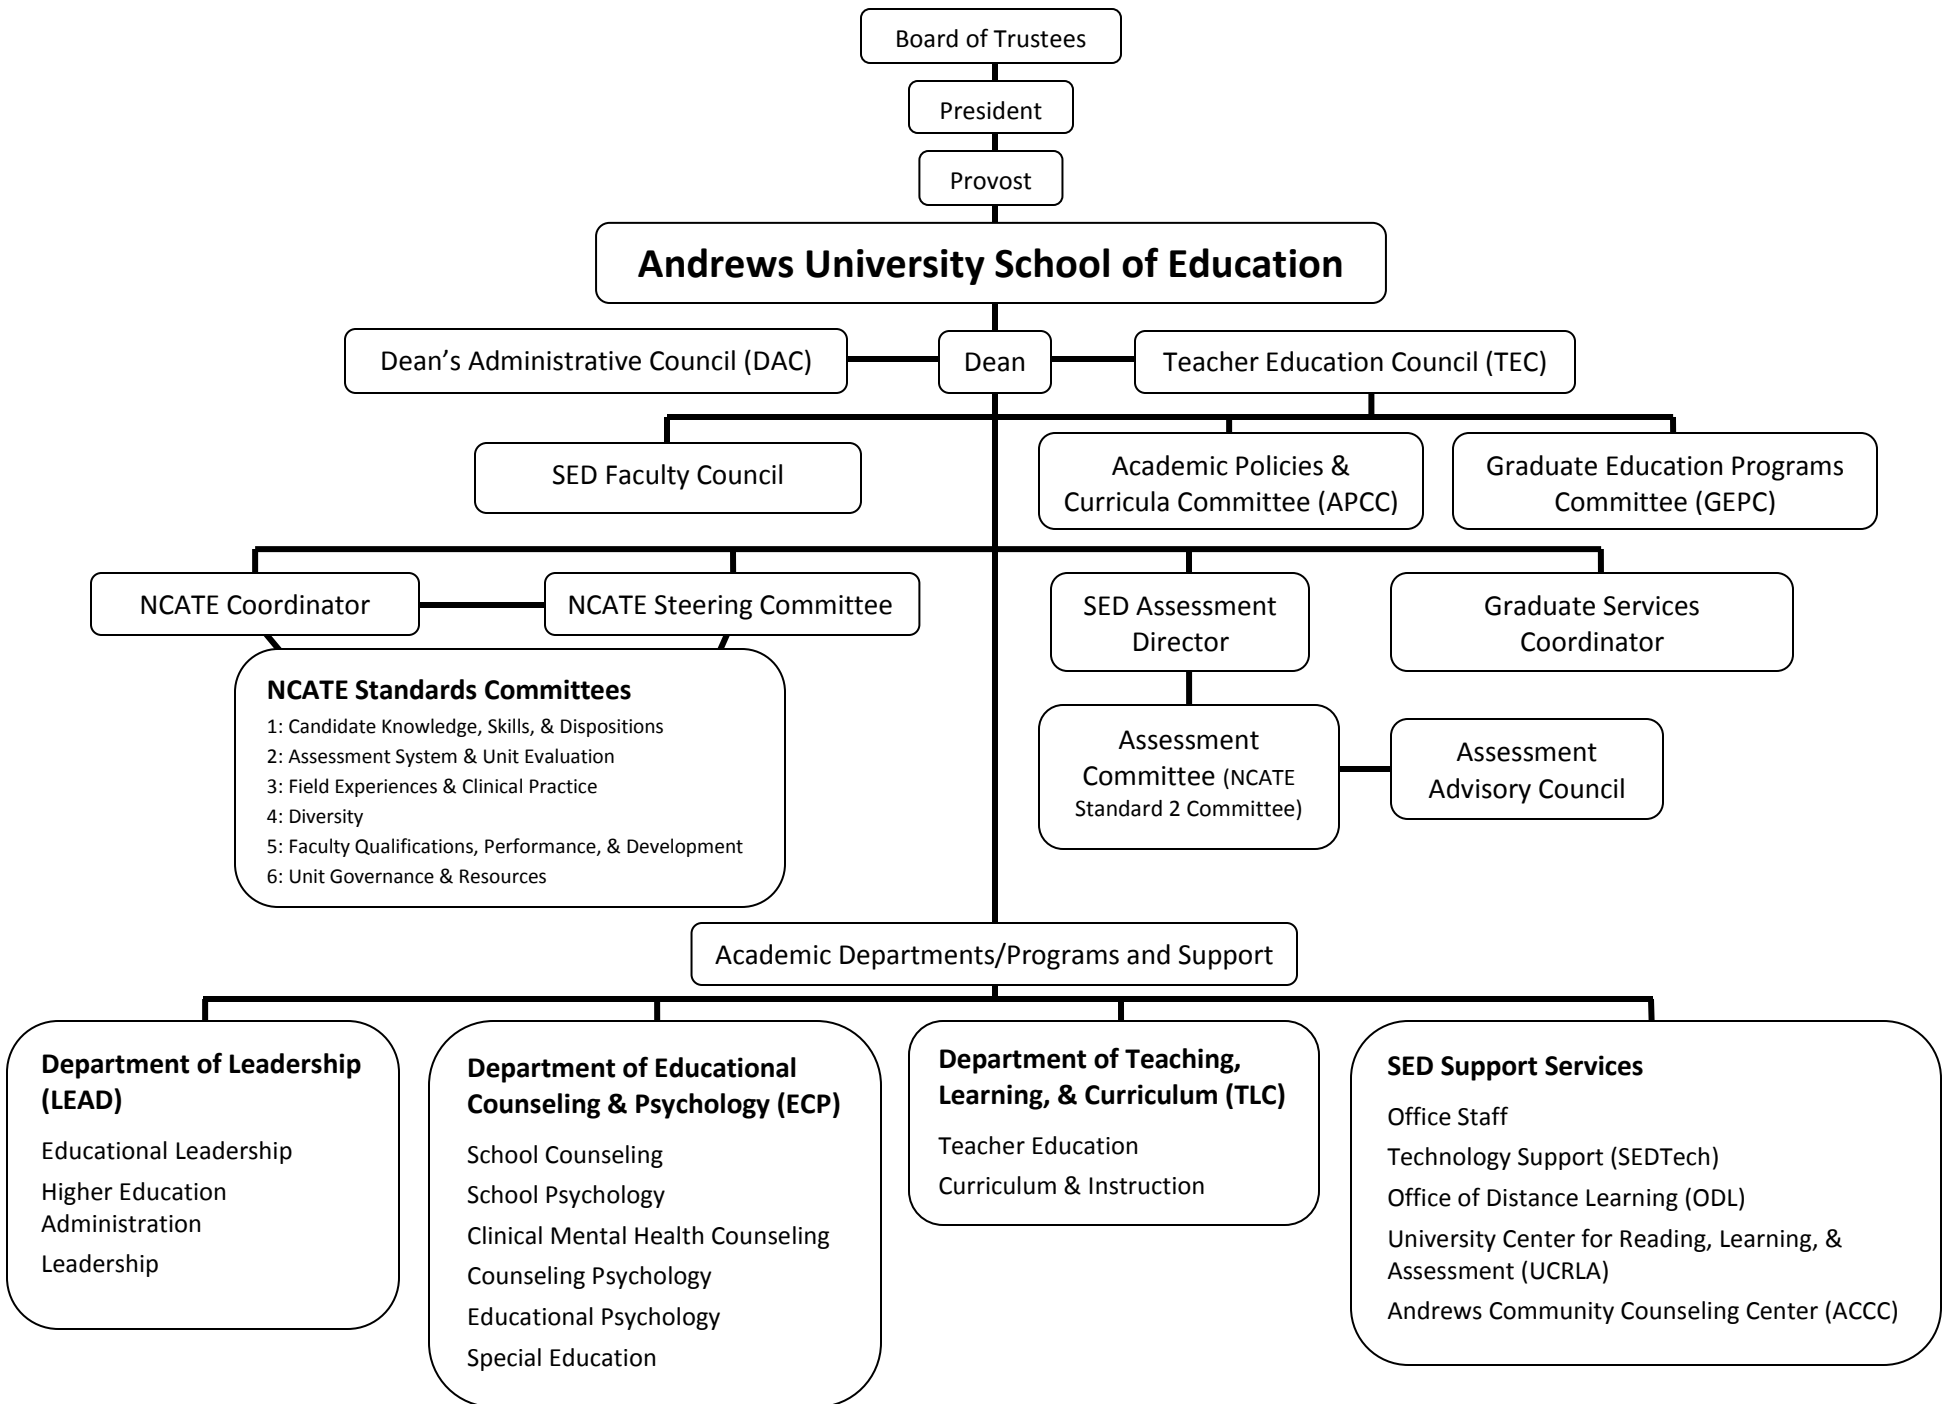 Board of Trustees
President
Provost
Andrews University School of Education
Dean’s Administrative Council (DAC)
Dean
Teacher Education Council (TEC)
SED Faculty Council
Academic Policies &
Curricula Committee (APCC)
Graduate Education Programs
Committee (GEPC)
NCATE Coordinator
NCATE Steering Committee
SED Assessment
Director
Graduate Services
Coordinator
NCATE Standards Committees
1: Candidate Knowledge, Skills, & Dispositions
2: Assessment System & Unit Evaluation
3: Field Experiences & Clinical Practice
4: Diversity
5: Faculty Qualifications, Performance, & Development
6: Unit Governance & Resources
Assessment
Committee (NCATE
Standard 2 Committee)
Assessment
Advisory Council
Academic Departments/Programs and Support
Department of Leadership
(LEAD)
Educational Leadership
Higher Education
Administration
Leadership
Department of Educational
Counseling & Psychology (ECP)
School Counseling
School Psychology
Clinical Mental Health Counseling
Counseling Psychology
Educational Psychology
Special Education
Department of Teaching,
Learning, & Curriculum (TLC)
Teacher Education
Curriculum & Instruction
SED Support Services
Office Staff
Technology Support (SEDTech)
Office of Distance Learning (ODL)
University Center for Reading, Learning, &
Assessment (UCRLA)
Andrews Community Counseling Center (ACCC)